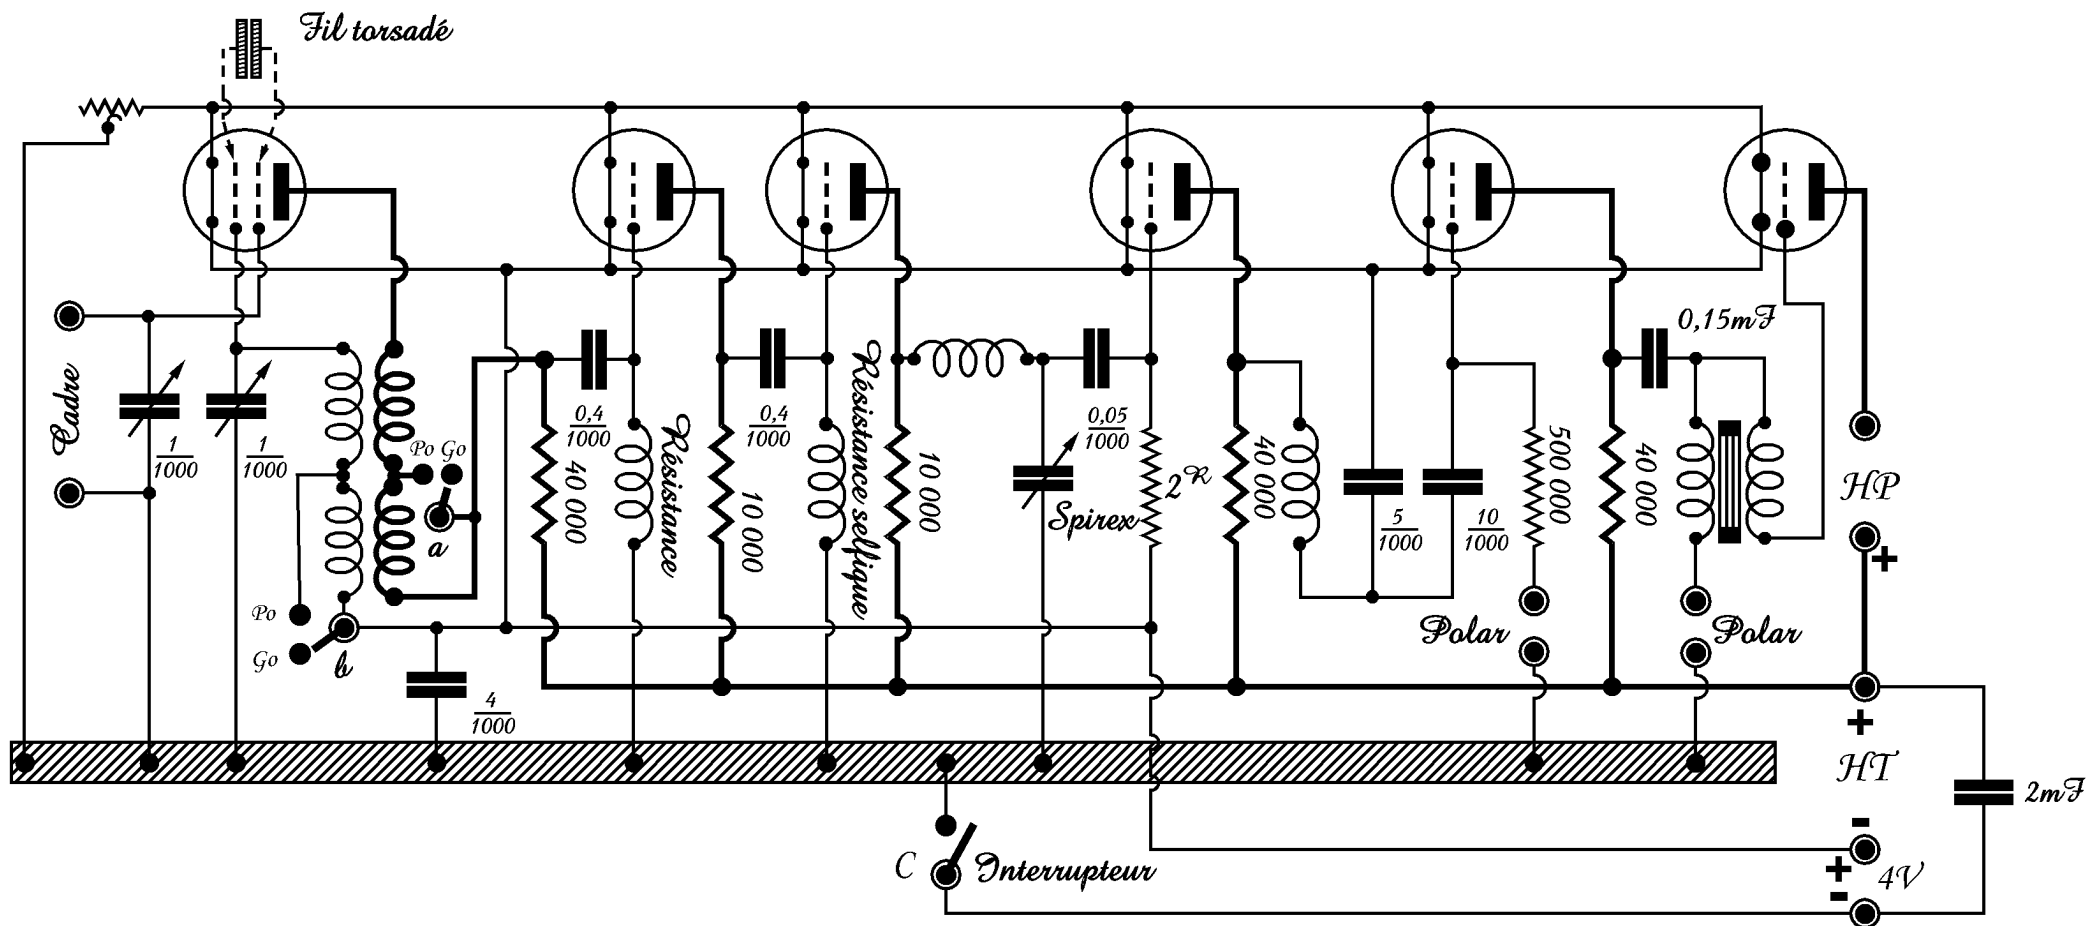 Fil torsadé
0,15mF
Cadre
1/1000
1/1000
Po Go
a
0,4/1000
40 000
Résistance
0,4/1000
10 000
Résistance selfique
10 000
0,05/1000
Spirex
2R
40 000
5/1000
10/1000
500 000
40 000
HP
+
Po
Go
b
Polar
Polar
4/1000
+
HT
2mF
-
C
Interrupteur
+
4V
-